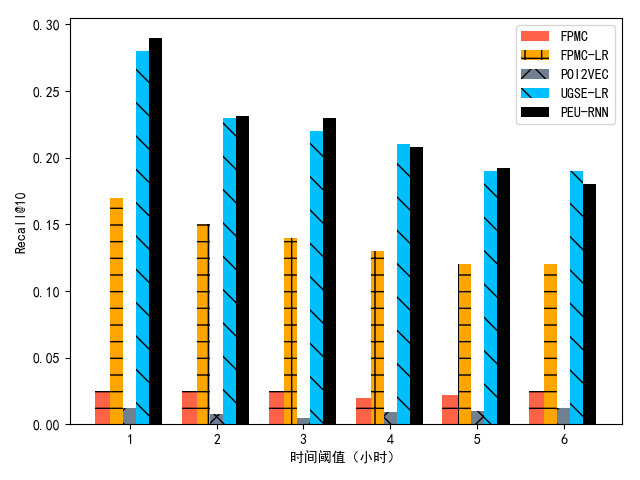 0.30
0.25
0.20
0.15
0.10
0.05
0.00
Recall@10
FPMC
FPMC-LR
POI2VEC
UGSE-LR
PEU-RNN
1 2 3 4 5 6
时间阈值（小时）